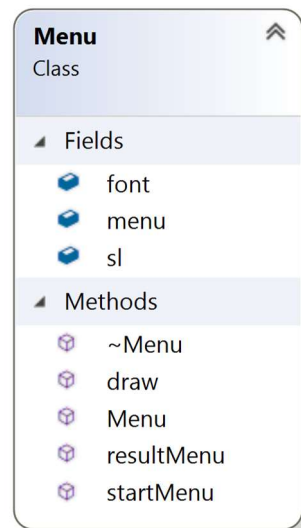 Menu
Class
Fields
font
menu
sl
Methods
~Menu
draw
Menu
resultMenu
startMenu